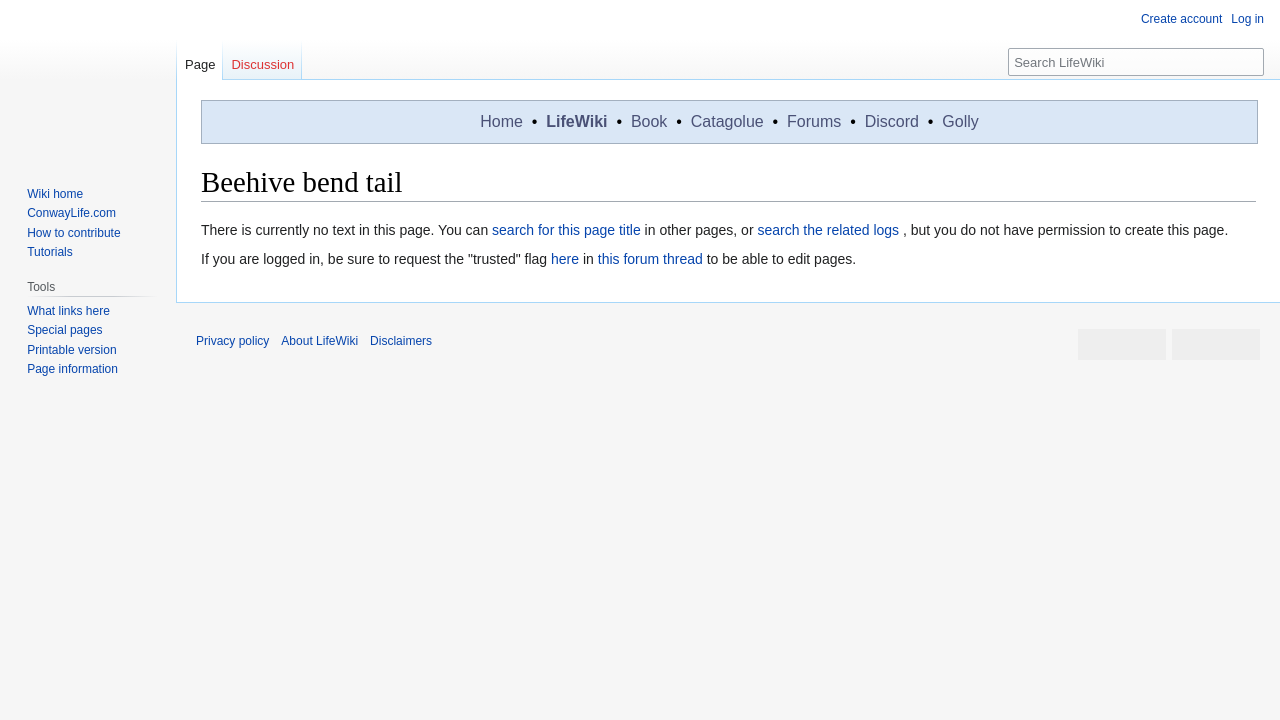 Create account Log in
Page Discussion Search LifeWiki
Home • LifeWiki • Book • Catagolue • Forums • Discord • Golly
Beehive bend tail
There is currently no text in this page. You can search for this page title in other pages, or search the related logs , but you do not have permission to create this page.
If you are logged in, be sure to request the "trusted" flag here in this forum thread to be able to edit pages.
Wiki home
ConwayLife.com
How to contribute
Tutorials
Tools
What links here
Special pages
Printable version
Page information
Privacy policy About LifeWiki Disclaimers